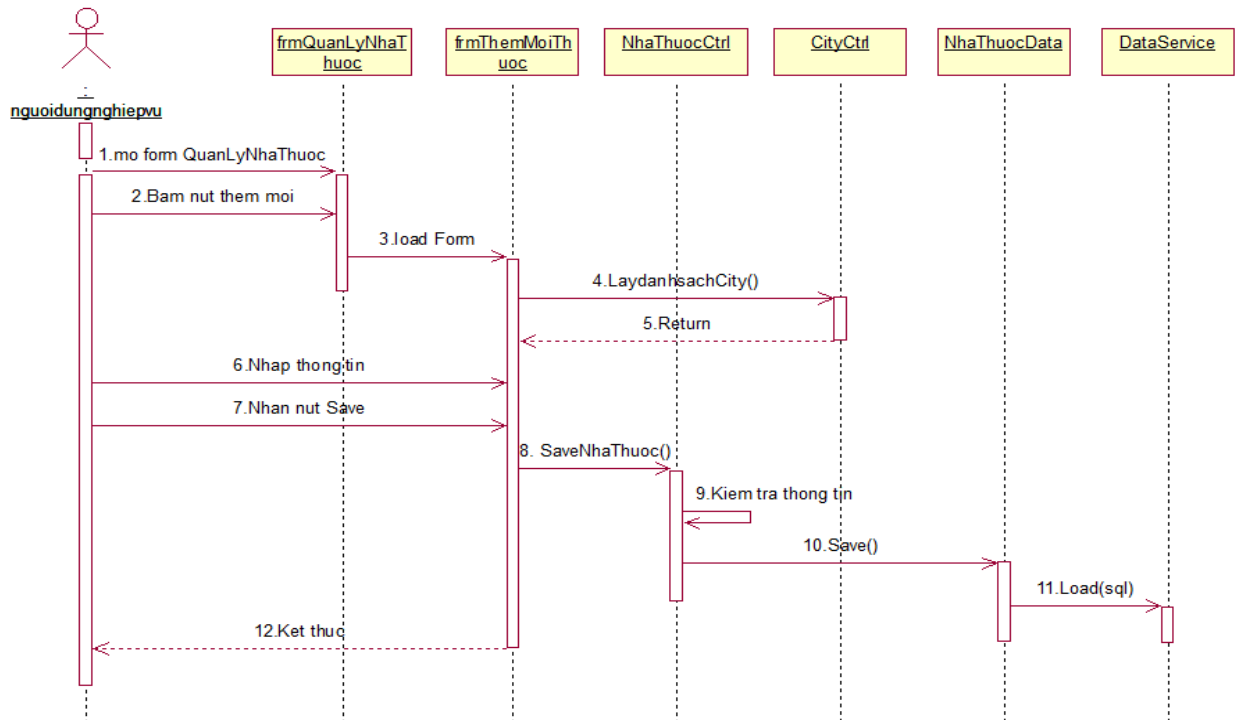 frmQuanLyNhaT
huoc
frmThemMoiTh
uoc
NhaThuocCtrl
CityCtrl
NhaThuocData
DataService
:
nguoidungnghiepvu
1.mo form QuanLyNhaThuoc
2.Bam nut them moi
3.load Form
4.LaydanhsachCity()
5.Return
6.Nhap thong tin
7.Nhan nut Save
8. SaveNhaThuoc()
9.Kiem tra thong tin
10.Save()
11.Load(sql)
12.Ket thuc